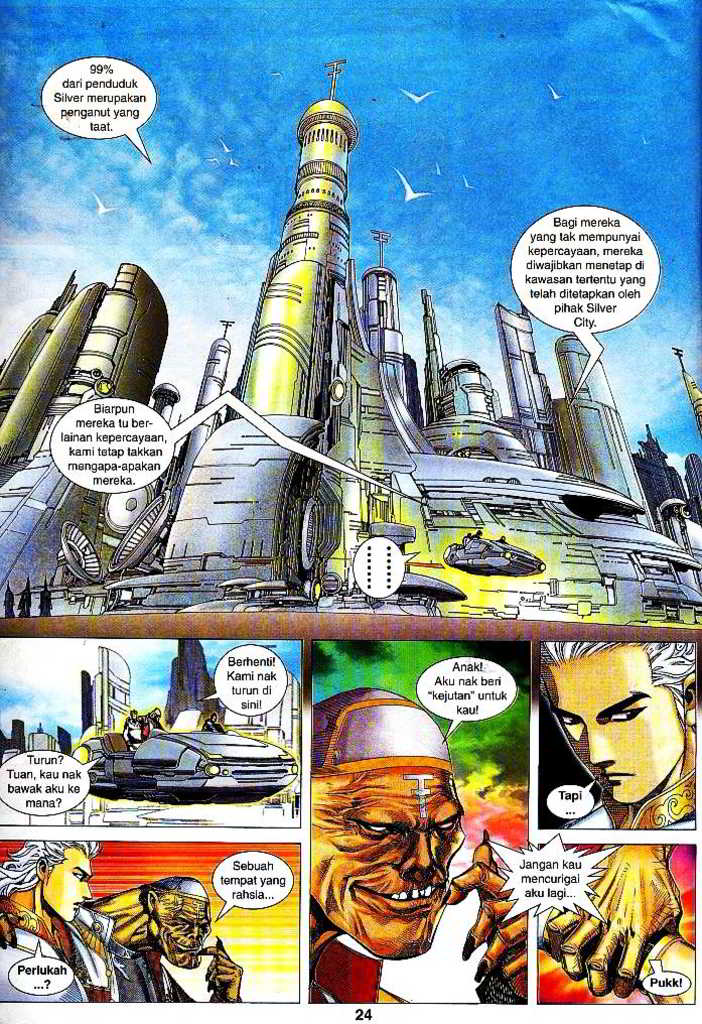 99%
dari penduduk
Silver merupakan
penganut yang
taat.
Bagi mereka
yang tak mempunyai
kepercayaan, mereka
diwajibkan menetap di
kawasan tertentu yang
telah ditetapkan oleh
pihak Silver
City.
Biarpun
mereka tu ber-
lainan kepercayaan,
kami tetap takkan
mengapa-apakan
mereka.
Berhenti!
Kami nak
turun di
sini!
Turun?
Tuan, kau nak
bawak aku ke
mana?
Sebuah
tempat yang
rahsia...
Perlukah
...?
Anak!
Aku nak beri
"kejutan" untuk
kau!
Tapi
...
Jangan kau
mencurigai
aku lagi...
Pukk!
24